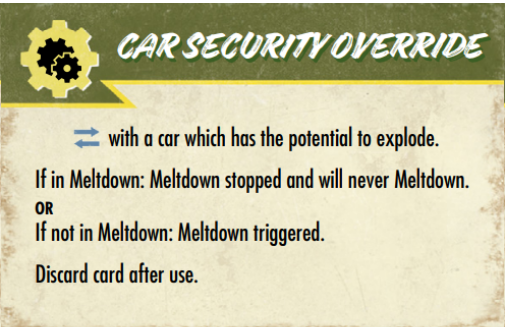 CAR SECURITY OVERRIDE
with a car which has the potential to explode.
If in Meltdown: Meltdown stopped and will never Meltdown.
OR
If not in Meltdown: Meltdown triggered.
Discard card after use.